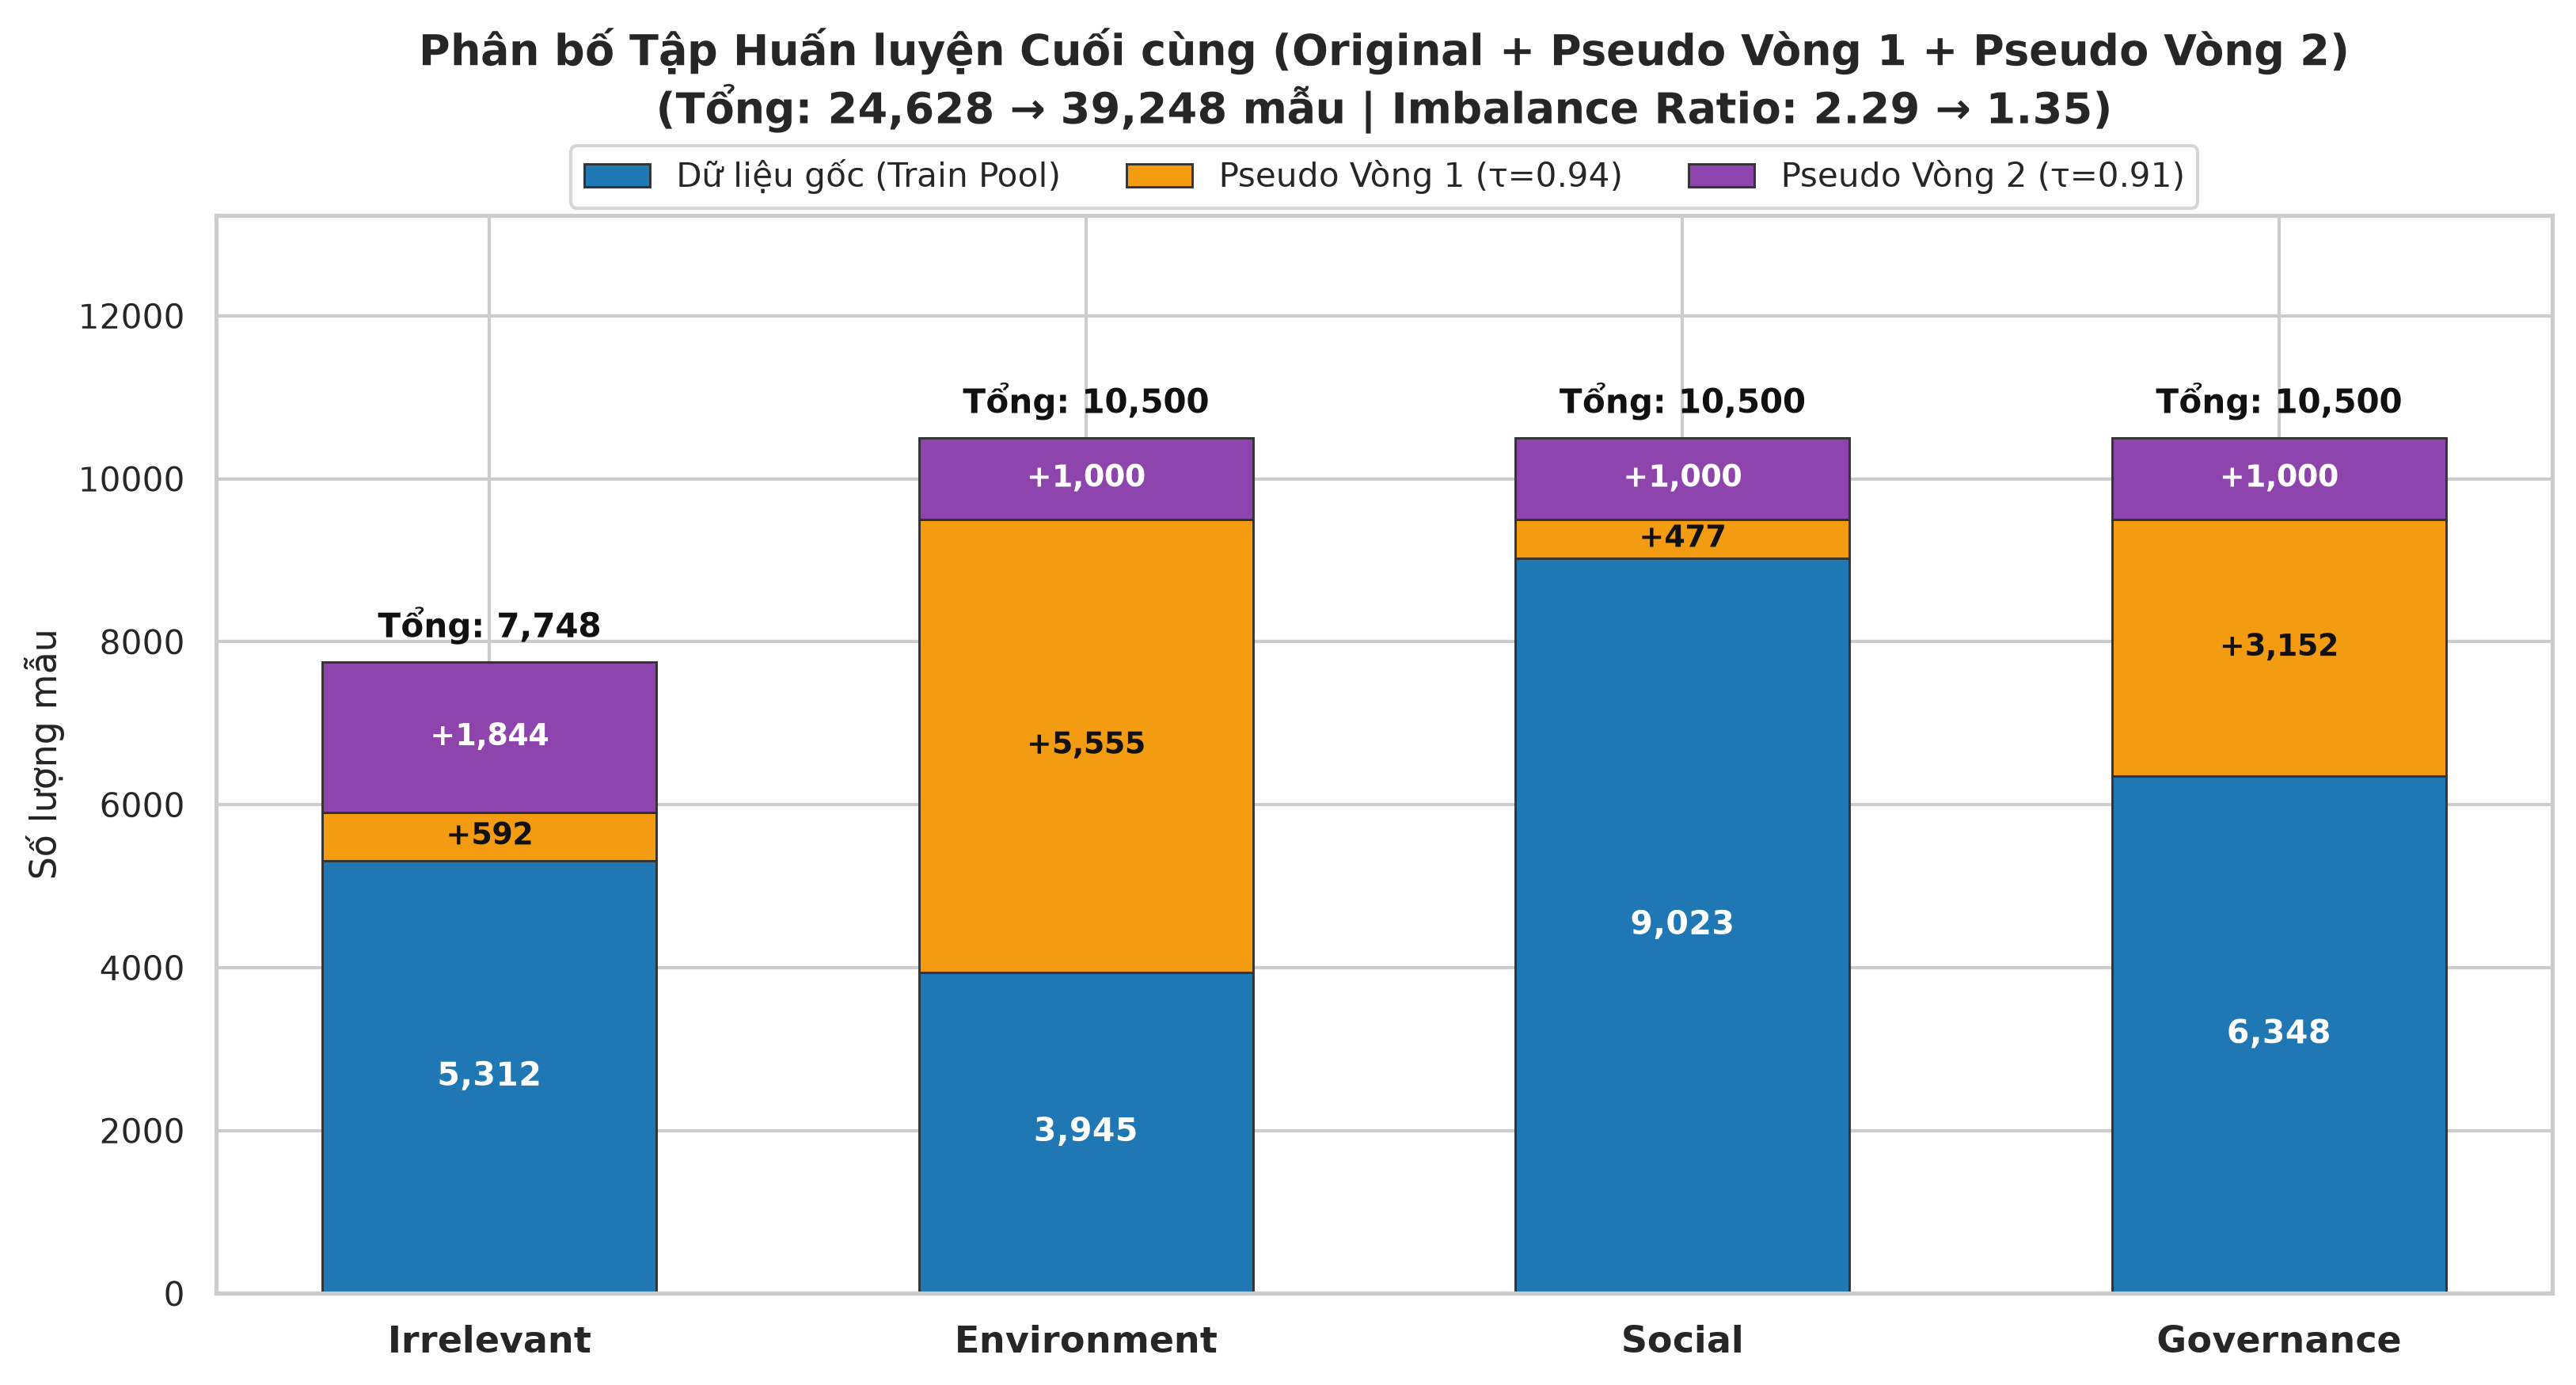 Phân bố Tập Huấn luyện Cuối cùng (Original + Pseudo Vòng 1 + Pseudo Vòng 2)
(Tổng: 24,628 → 39,248 mẫu | Imbalance Ratio: 2.29 → 1.35)
Dữ liệu gốc (Train Pool)
Pseudo Vòng 1 (τ=0.94)
Pseudo Vòng 2 (τ=0.91)
Số lượng mẫu
12000
10000
8000
6000
4000
2000
0
Tổng: 7,748
+1,844
+592
5,312
Irrelevant
Tổng: 10,500
+1,000
+5,555
3,945
Environment
Tổng: 10,500
+1,000
+477
9,023
Social
Tổng: 10,500
+1,000
+3,152
6,348
Governance